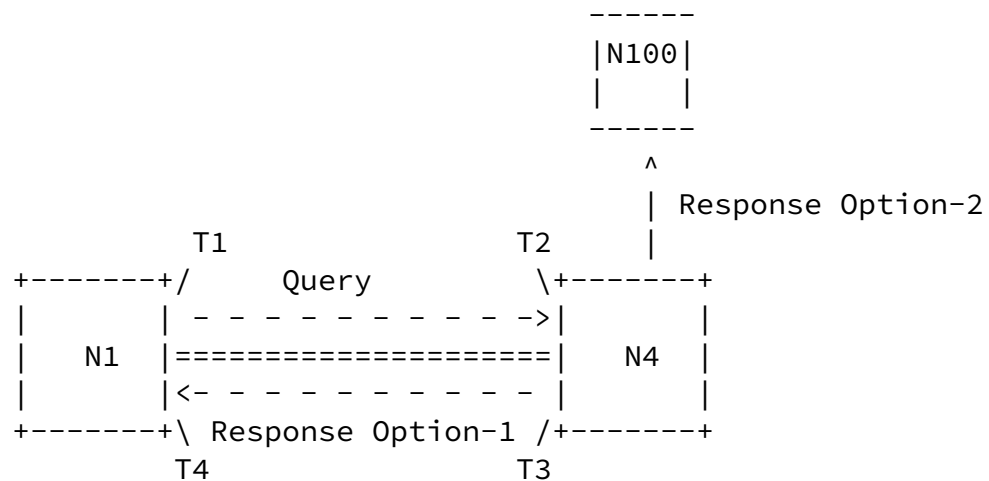 ------
|N100|
|    |
------
^
| Response Option-2
T1 T2 |
+-------+/ Query \+-------+
| | - - - - - - - - - - ->| |
| N1 |=====================| N4 |
| |<- - - - - - - - - - | |
+-------+\ Response Option-1 /+-------+
T4 T3